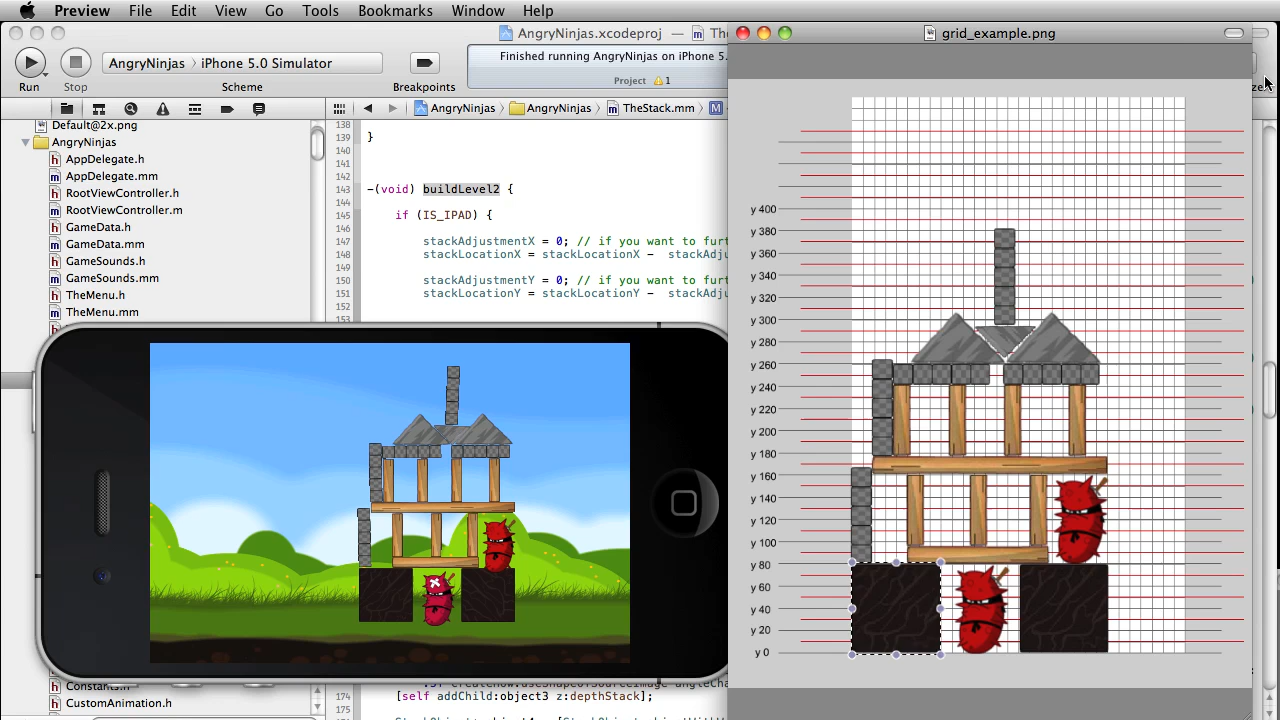 Preview File Edit View Go Tools Bookmarks Window Help
AngryNinjas.xcodeproj
grid_example.png
AngryNinjas iPhone 5.0 Simulator
Finished running AngryNinjas on iPhone 5.
Project 1
Run Stop Scheme Breakpoints
AngryNinjas AngryNinjas TheStack.mm M
Default@2x.png
AngryNinjas
AppDelegate.h
AppDelegate.mm
RootViewController.h
RootViewController.m
GameData.h
GameData.mm
GameSounds.h
GameSounds.mm
TheMenu.h
TheMenu.mm
Constants.h
CustomAnimation.h
138
139 }
140
141
142
143 -(void) buildLevel2 {
144
145 if (IS_IPAD) {
146
147 stackAdjustmentX = 0; // if you want to furt
148 stackLocationX = stackLocationX - stackAdju
149
150 stackAdjustmentY = 0; // if you want to furt
151 stackLocationY = stackLocationY - stackAdju
152
153
174 [self addChild:object3 z:depthStack];
175
y 400
y 380
y 360
y 340
y 320
y 300
y 280
y 260
y 240
y 220
y 200
y 180
y 160
y 140
y 120
y 100
y 80
y 60
y 40
y 20
y 0